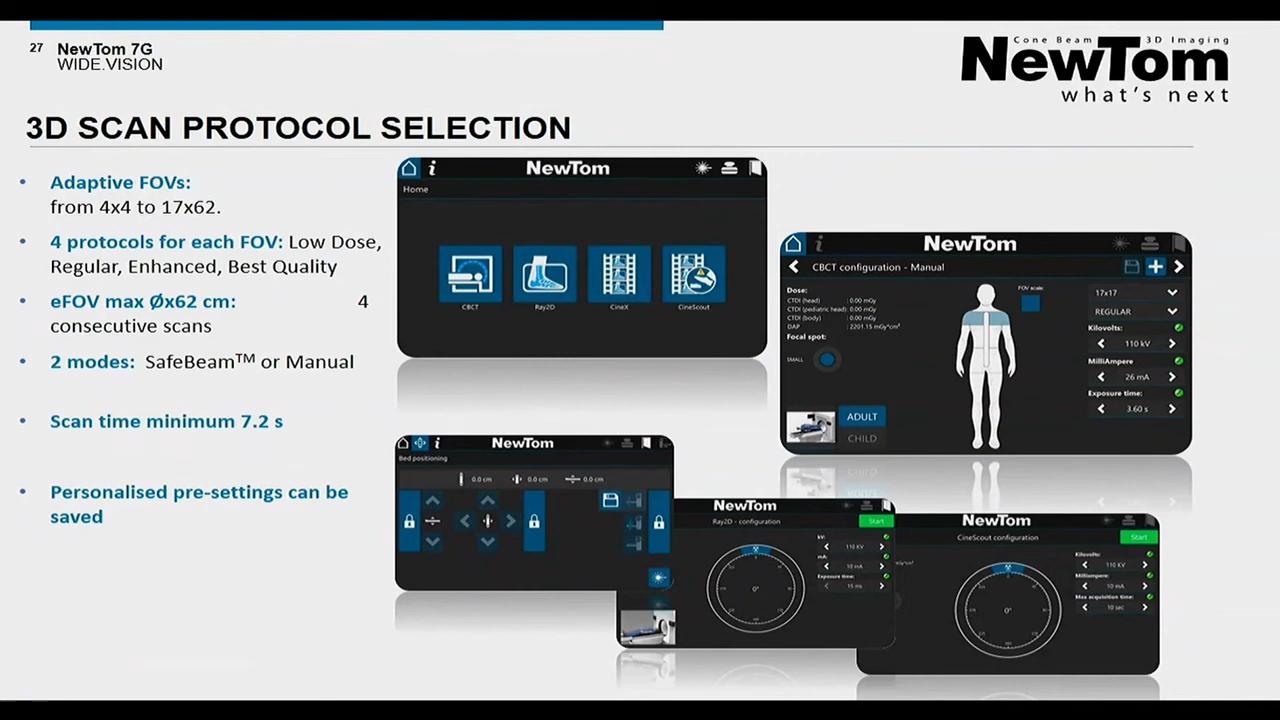 27 NewTom 7G
WIDE.VISION
Cone Beam 3D Imaging
NewTom
what's next
3D SCAN PROTOCOL SELECTION
• Adaptive FOVs:
from 4x4 to 17x62.
• 4 protocols for each FOV: Low Dose,
Regular, Enhanced, Best Quality
• eFOV max Øx62 cm: 4
consecutive scans
• 2 modes: SafeBeam™ or Manual
• Scan time minimum 7.2 s
• Personalised pre-settings can be
saved
i NewTom
Home
CBCT Ray2D CineX CineScout
i NewTom
CBCT configuration - Manual
Dose:
CTDI (head) : 0.00 mGy
CTDI (pediatric head) : 0.00 mGy
CTDI (body) : 0.00 mGy
DAP : 2201.15 mGy*cm²
Focal spot:
SMALL
ADULT
CHILD
FOV scale:
17x17
REGULAR
Kilovolts:
110 kV
MilliAmpere
26 mA
Exposure time:
3.60 s
i NewTom
Bed positioning
0.0 cm 0.0 cm 0.0 cm
NewTom
Ray2D - configuration Start
kV:
110 KV
mA:
10 mA
Exposure time:
15 ms
0°
NewTom
CineScout configuration Start
Kilovolts:
110 KV
Milliampere:
10 mA
Max acquisition time:
10 sec
0°